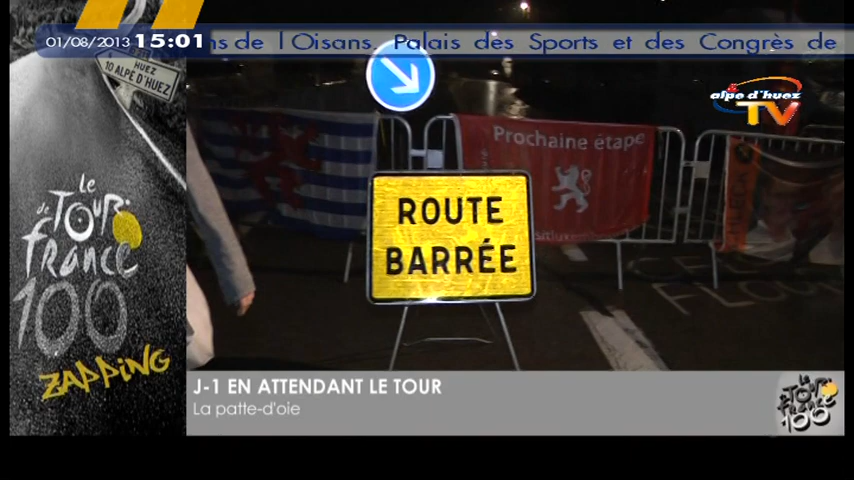 01/08/2013 15:01
ns de l'Oisans. Palais des Sports et des Congrès de
HUEZ
10 ALPE D'HUEZ
alpe d'huez
TV
Prochaine étape
ROUTE
BARRÉE
le
TOUR
de
france
100
ZAPPING
J-1 EN ATTENDANT LE TOUR
La patte-d'oie
le
TOUR
de
france
100